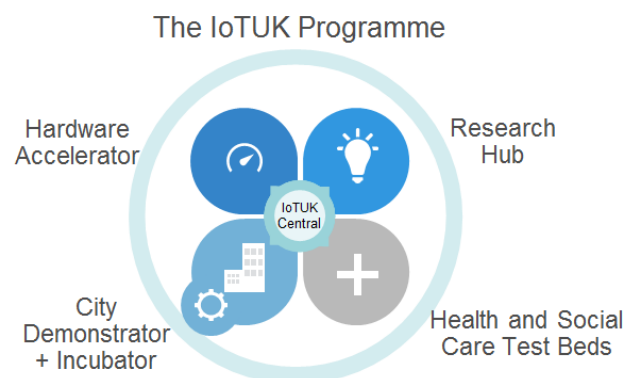 The IoTUK Programme
Hardware
Accelerator
Research
Hub
IoTUK
Central
City
Demonstrator
+ Incubator
Health and Social
Care Test Beds